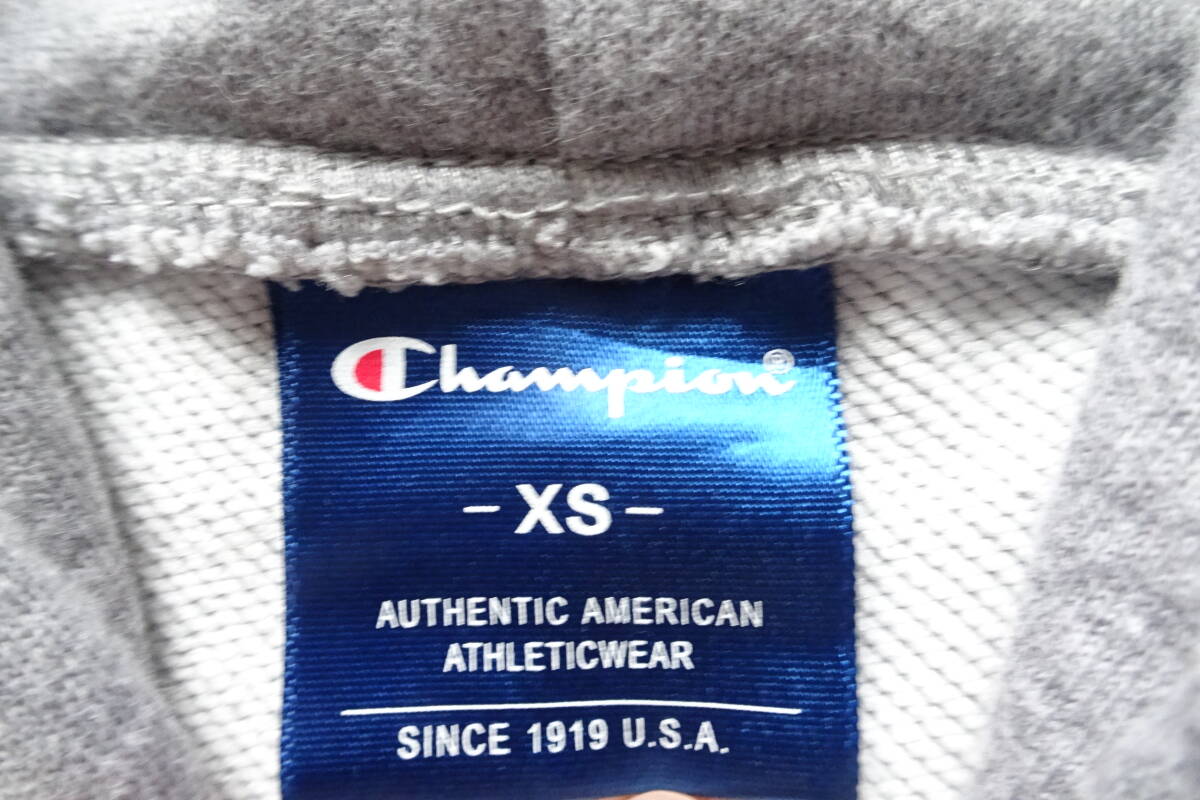 Champion®
- XS -
AUTHENTIC AMERICAN
ATHLETICWEAR
SINCE 1919 U.S.A.